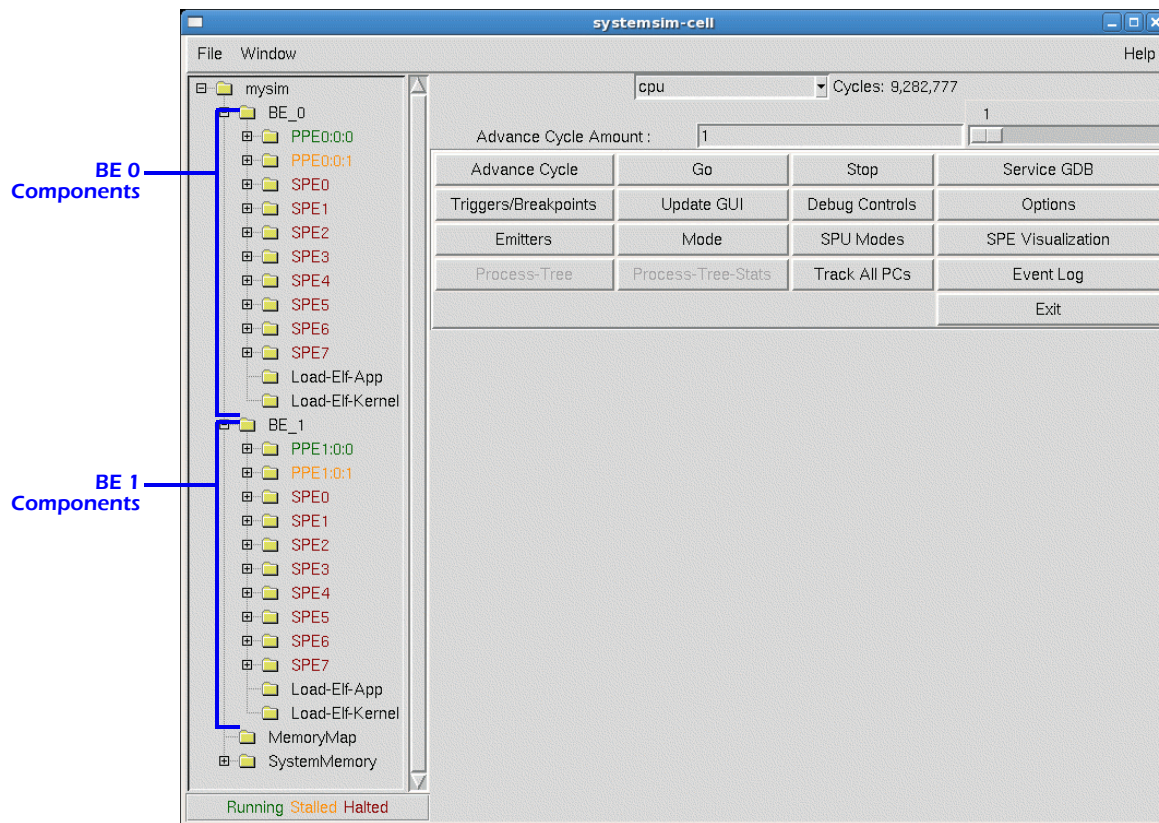 systemsim-cell
File Window Help
mysim
BE_0
PPE0:0:0
PPE0:0:1
SPE0
SPE1
SPE2
SPE3
SPE4
SPE5
SPE6
SPE7
Load-Elf-App
Load-Elf-Kernel
BE_1
PPE1:0:0
PPE1:0:1
SPE0
SPE1
SPE2
SPE3
SPE4
SPE5
SPE6
SPE7
Load-Elf-App
Load-Elf-Kernel
MemoryMap
SystemMemory
Running Stalled Halted
BE 0
Components
BE 1
Components
cpu Cycles: 9,282,777
1
Advance Cycle Amount : 1
Advance Cycle Go Stop Service GDB
Triggers/Breakpoints Update GUI Debug Controls Options
Emitters Mode SPU Modes SPE Visualization
Process-Tree Process-Tree-Stats Track All PCs Event Log
Exit